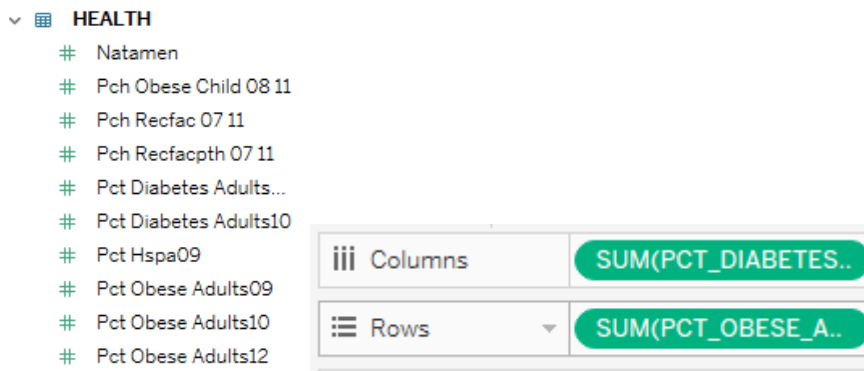 HEALTH
Natamen
Pch Obese Child 08 11
Pch Recfac 07 11
Pch Recfacpth 07 11
Pct Diabetes Adults...
Pct Diabetes Adults10
Pct Hspa09
Pct Obese Adults09
Pct Obese Adults10
Pct Obese Adults12
Columns SUM(PCT_DIABETES..
Rows SUM(PCT_OBESE_A..